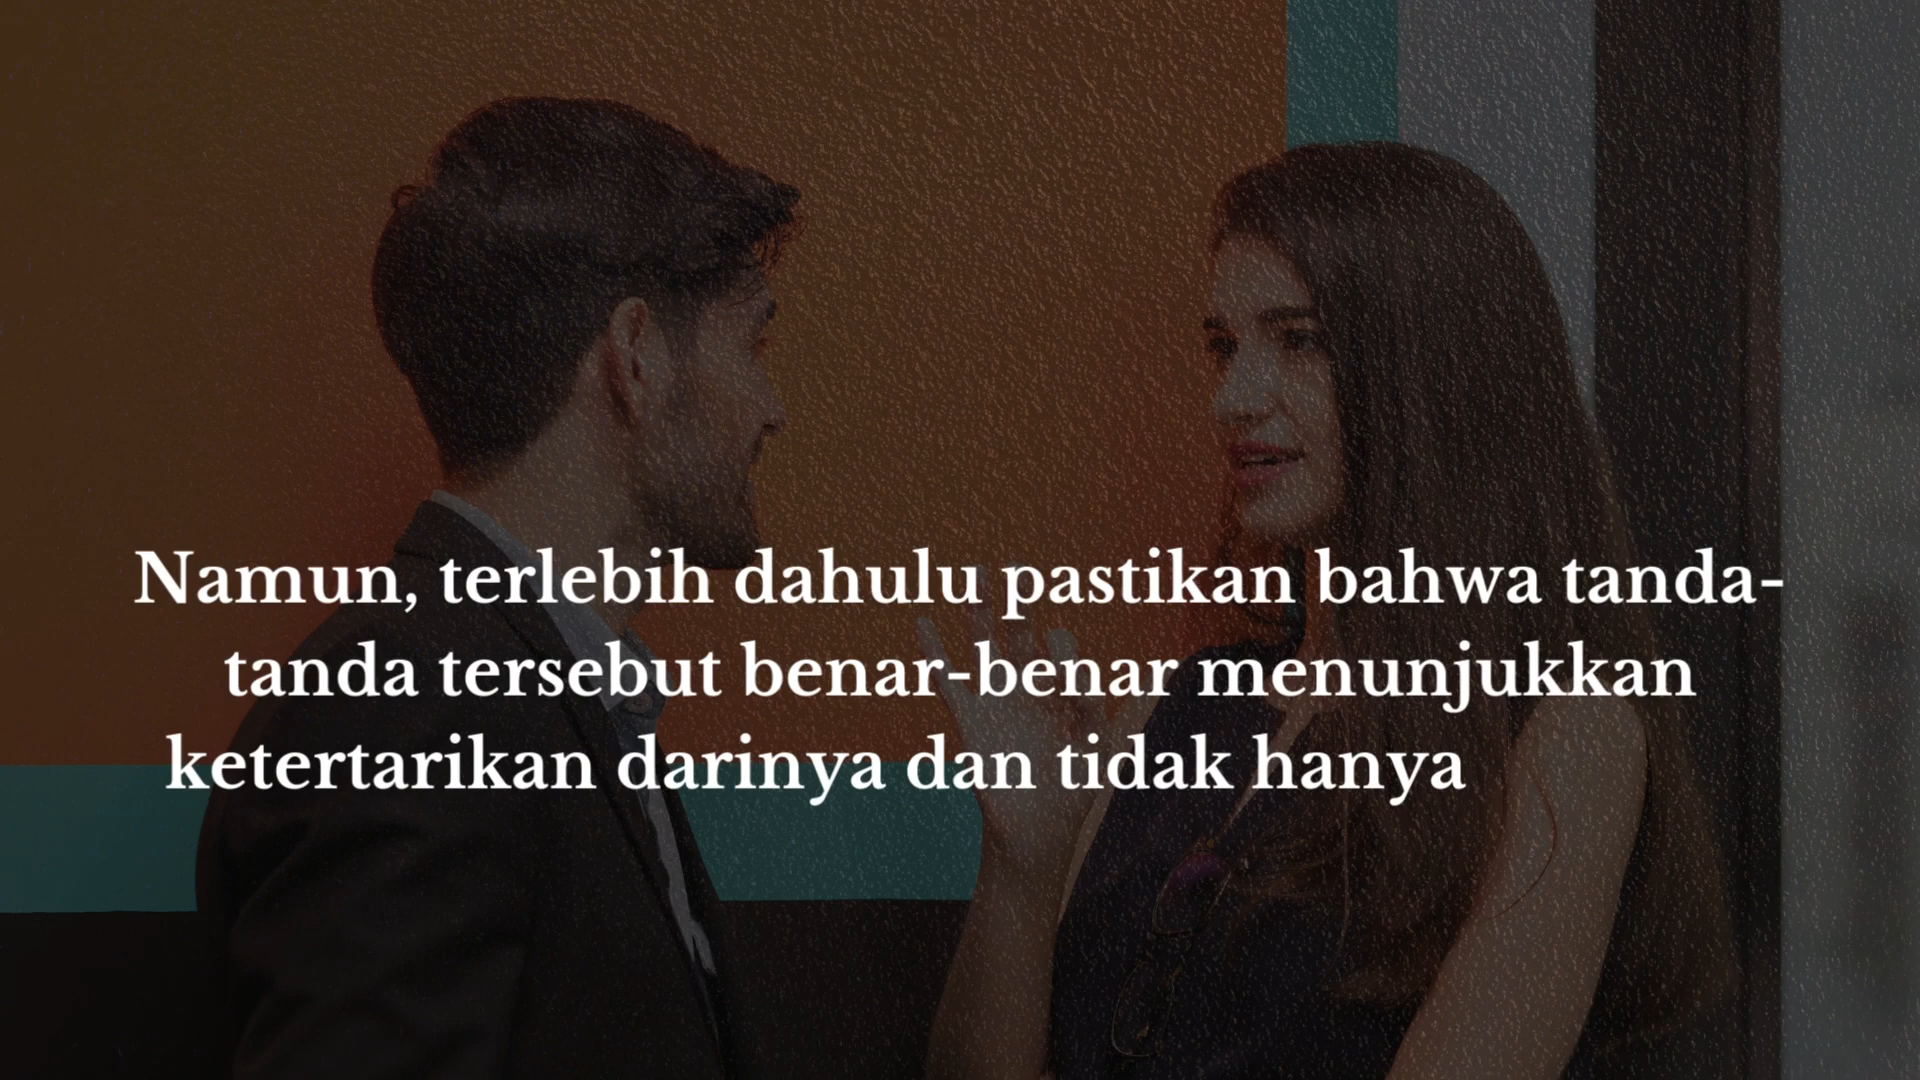 Namun, terlebih dahulu pastikan bahwa tanda-
tanda tersebut benar-benar menunjukkan
ketertarikan darinya dan tidak hanya